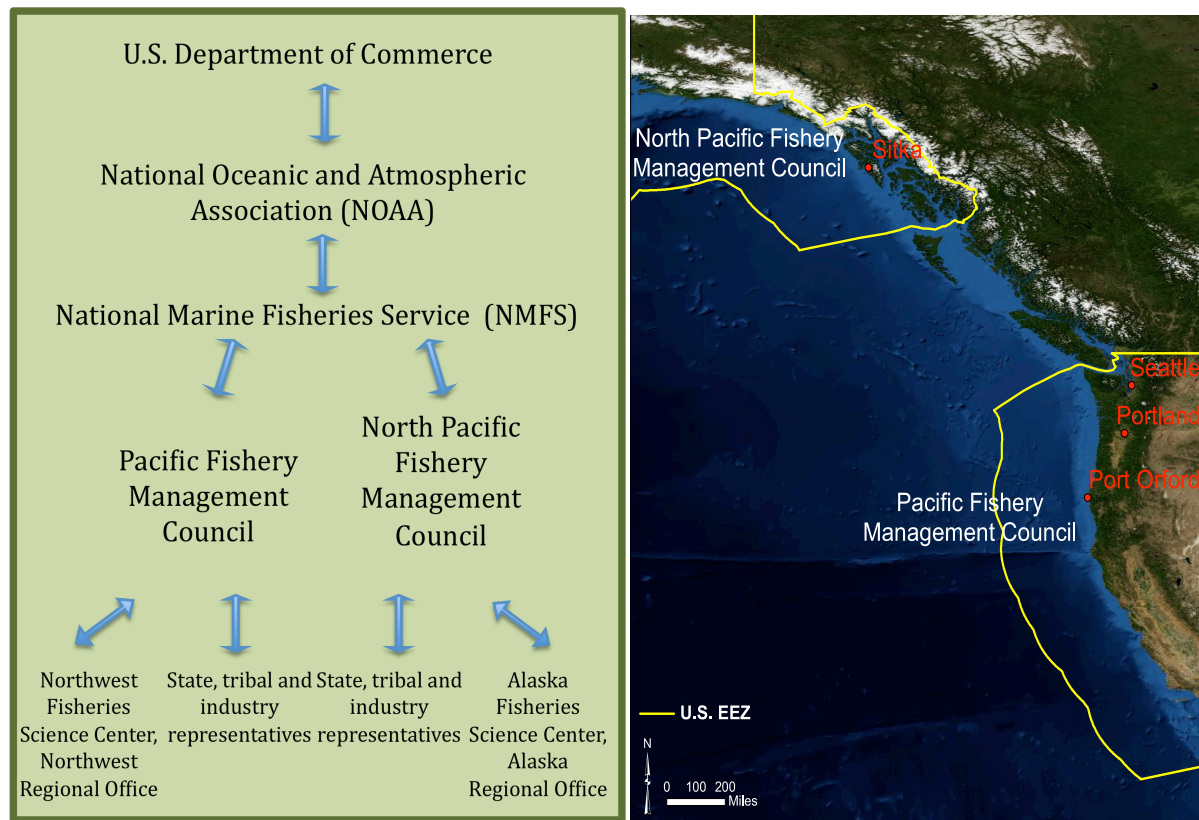 U.S. Department of Commerce
National Oceanic and Atmospheric
Association (NOAA)
National Marine Fisheries Service (NMFS)
Pacific Fishery
Management
Council
North Pacific
Fishery
Management
Council
Northwest
Fisheries
Science Center,
Northwest
Regional Office
State, tribal and
industry
representatives
State, tribal and
industry
representatives
Alaska
Fisheries
Science Center,
Alaska
Regional Office
North Pacific Fishery
Management Council
Sitka
Seattle
Portland
Port Orford
Pacific Fishery
Management Council
U.S. EEZ
N
0 100 200
Miles